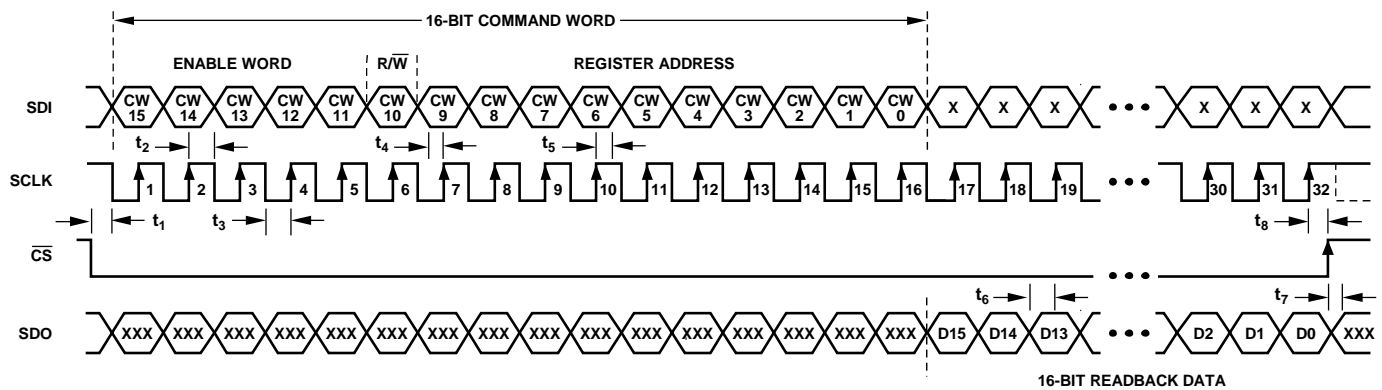 16-BIT COMMAND WORD
ENABLE WORD R/W̅ REGISTER ADDRESS
SDI CW 15 CW 14 CW 13 CW 12 CW 11 CW 10 CW 9 CW 8 CW 7 CW 6 CW 5 CW 4 CW 3 CW 2 CW 1 CW 0 X X X ••• X X X
t2 t4 t5
SCLK 1 2 3 4 5 6 7 8 9 10 11 12 13 14 15 16 17 18 19 ••• 30 31 32
t1 t3 t8
C̅S̅ •••
t6 t7
SDO XXX XXX XXX XXX XXX XXX XXX XXX XXX XXX XXX XXX XXX XXX XXX XXX D15 D14 D13 ••• D2 D1 D0 XXX
16-BIT READBACK DATA